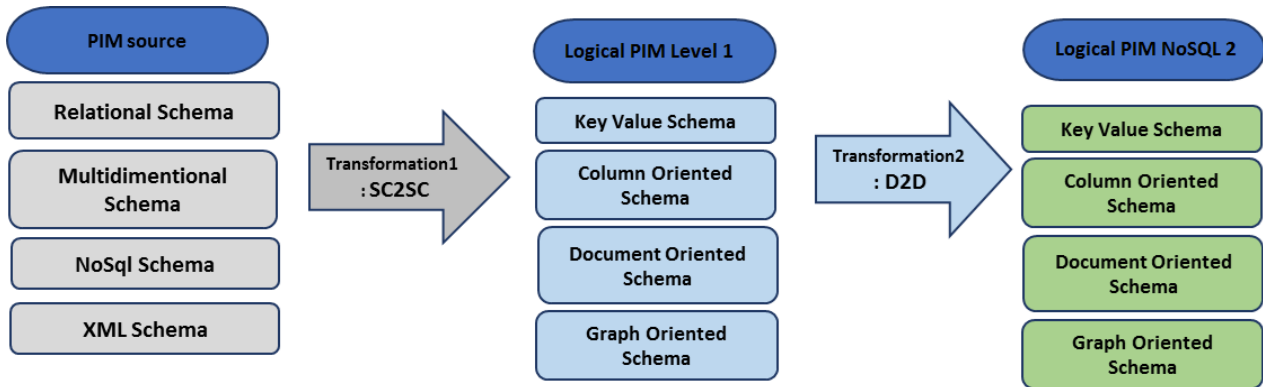 PIM source
Relational Schema
Multidimentional
Schema
NoSql Schema
XML Schema
Transformation1
: SC2SC
Logical PIM Level 1
Key Value Schema
Column Oriented
Schema
Document Oriented
Schema
Graph Oriented
Schema
Transformation2
: D2D
Logical PIM NoSQL 2
Key Value Schema
Column Oriented
Schema
Document Oriented
Schema
Graph Oriented
Schema